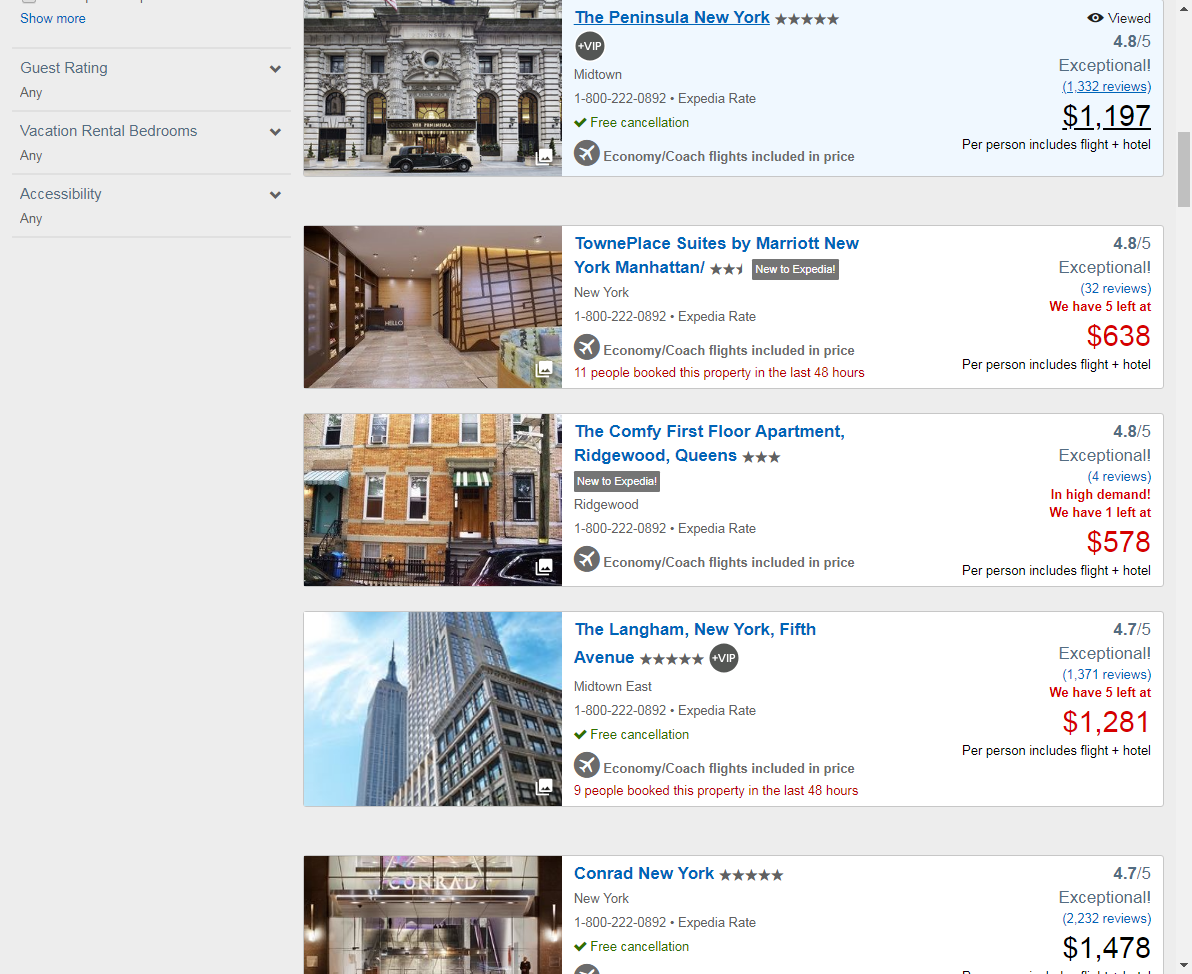 Show more
Guest Rating
Any
Vacation Rental Bedrooms
Any
Accessibility
Any
THE PENINSULA
The Peninsula New York
+VIP
Midtown
1-800-222-0892 • Expedia Rate
Free cancellation
Economy/Coach flights included in price
Viewed
4.8/5
Exceptional!
(1,332 reviews)
$1,197
Per person includes flight + hotel
HELLO
TownePlace Suites by Marriott New
York Manhattan/
New to Expedia!
New York
1-800-222-0892 • Expedia Rate
Economy/Coach flights included in price
11 people booked this property in the last 48 hours
4.8/5
Exceptional!
(32 reviews)
We have 5 left at
$638
Per person includes flight + hotel
The Comfy First Floor Apartment,
Ridgewood, Queens
New to Expedia!
Ridgewood
1-800-222-0892 • Expedia Rate
Economy/Coach flights included in price
4.8/5
Exceptional!
(4 reviews)
In high demand!
We have 1 left at
$578
Per person includes flight + hotel
The Langham, New York, Fifth
Avenue +VIP
Midtown East
1-800-222-0892 • Expedia Rate
Free cancellation
Economy/Coach flights included in price
9 people booked this property in the last 48 hours
4.7/5
Exceptional!
(1,371 reviews)
We have 5 left at
$1,281
Per person includes flight + hotel
CONRAD
Conrad New York
New York
1-800-222-0892 • Expedia Rate
Free cancellation
4.7/5
Exceptional!
(2,232 reviews)
$1,478